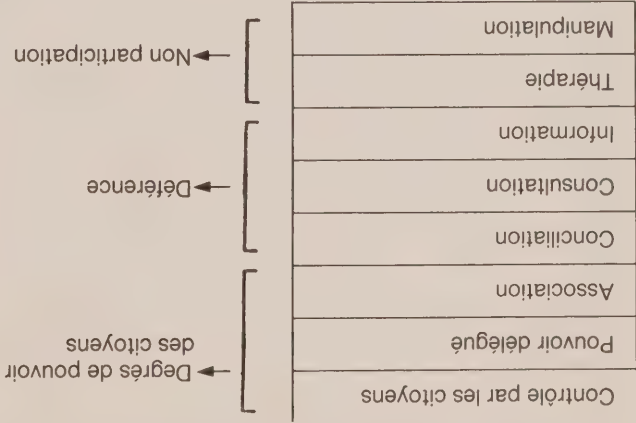 Contrôle par les citoyens
Pouvoir délégué
Association
Degrés de pouvoir
des citoyens
Conciliation
Consultation
Information
Déférence
Thérapie
Manipulation
Non participation